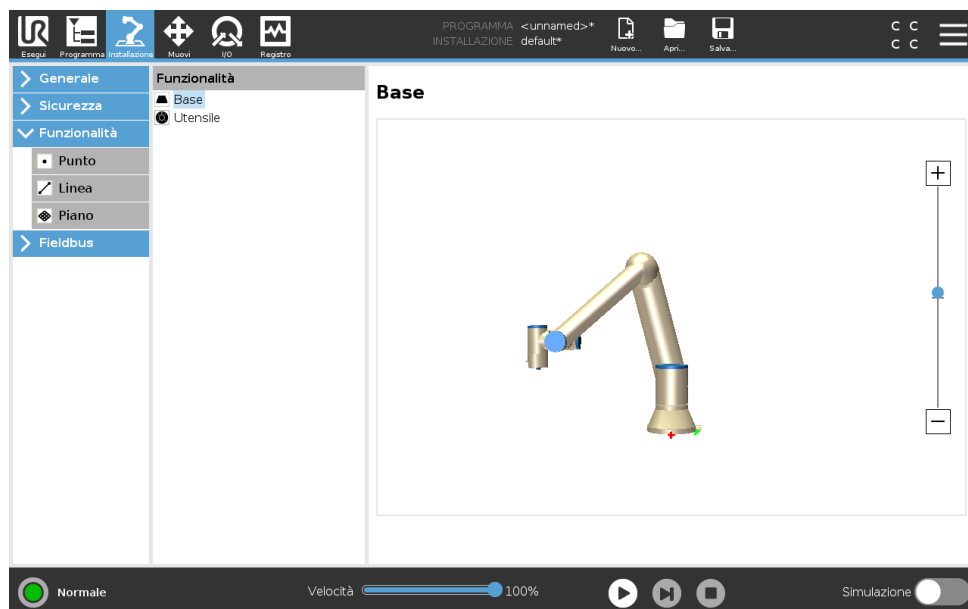 UR
Esegui
Programma
Installazione
Muovi
I/O
Registro
PROGRAMMA <unnamed>*
INSTALLAZIONE default*
Nuovo...
Apri...
Salva...
C C
C C
Generale
Sicurezza
Funzionalità
Punto
Linea
Piano
Fieldbus
Funzionalità
Base
Utensile
Base
Normale
Velocità
100%
Simulazione